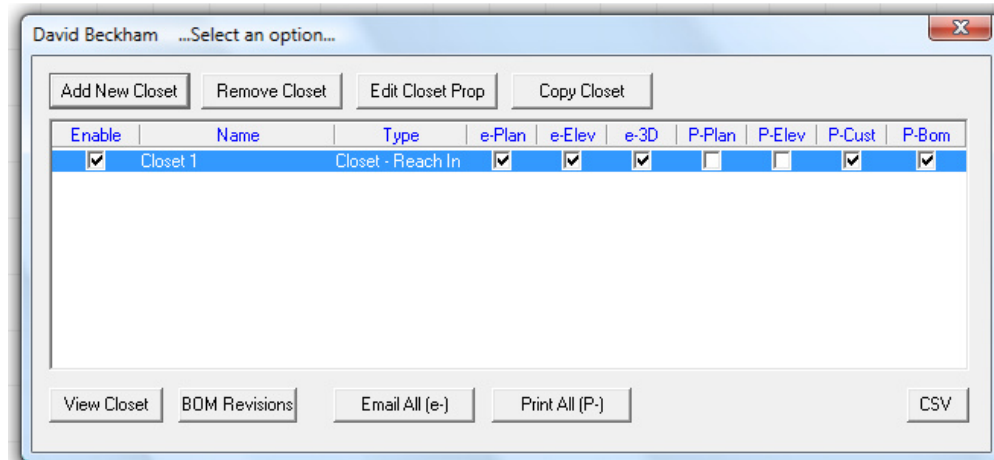 David Beckham ...Select an option...
Add New Closet Remove Closet Edit Closet Prop Copy Closet
Enable Name Type e-Plan e-Elev e-3D P-Plan P-Elev P-Cust P-Bom
Closet 1 Closet - Reach In
View Closet BOM Revisions Email All (e-) Print All (P-) CSV